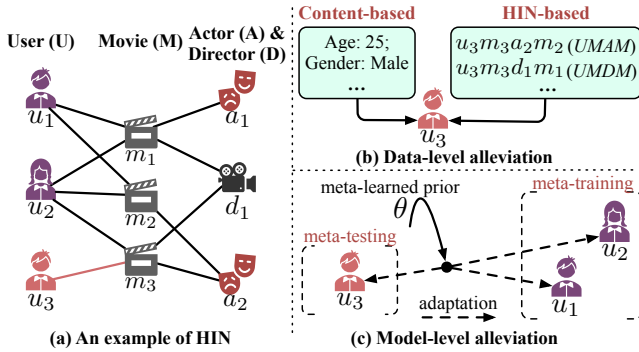 User (U)
Movie (M)
Actor (A) &
Director (D)
u₁
m₁
a₁
u₂
m₂
d₁
u₃
m₃
a₂
(a) An example of HIN
Content-based
HIN-based
Age: 25;
Gender: Male
...
u₃m₃a₂m₂ (UMAM)
u₃m₃d₁m₁ (UMDM)
...
u₃
(b) Data-level alleviation
meta-learned prior
θ
meta-training
meta-testing
u₂
u₃
u₁
adaptation
(c) Model-level alleviation